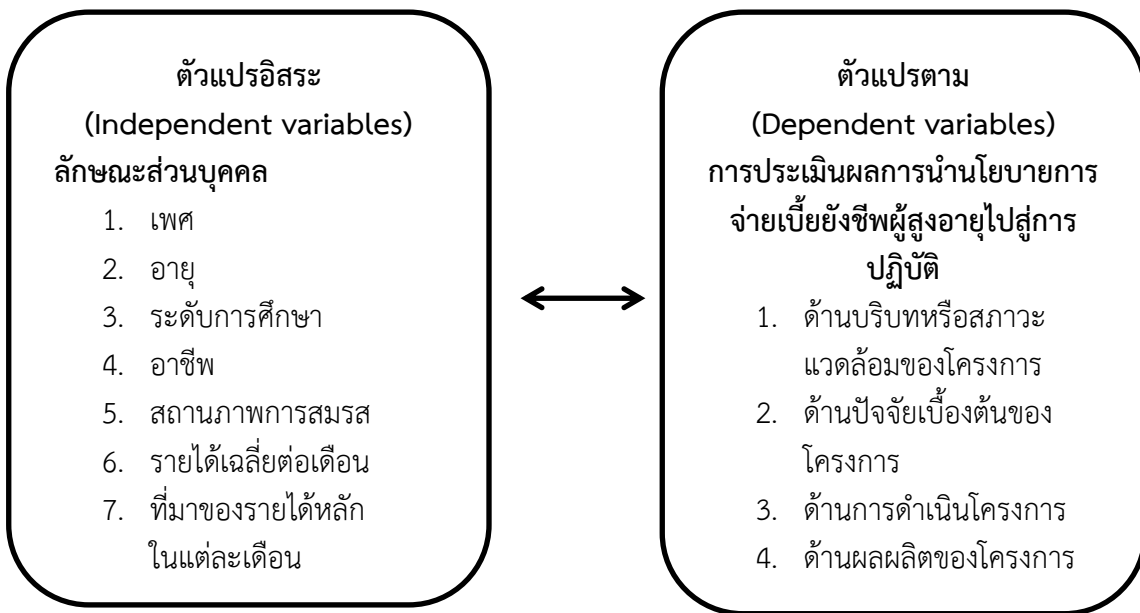 ตัวแปรอิสระ
(Independent variables)
ลักษณะส่วนบุคคล
1. เพศ
2. อายุ
3. ระดับการศึกษา
4. อาชีพ
5. สถานภาพการสมรส
6. รายได้เฉลี่ยต่อเดือน
7. ที่มาของรายได้หลัก
ในแต่ละเดือน
ตัวแปรตาม
(Dependent variables)
การประเมินผลการนำนโยบายการ
จ่ายเบี้ยยังชีพผู้สูงอายุไปสู่การ
ปฏิบัติ
1. ด้านบริบทหรือสภาวะ
แวดล้อมของโครงการ
2. ด้านปัจจัยเบื้องต้นของ
โครงการ
3. ด้านการดำเนินโครงการ
4. ด้านผลผลิตของโครงการ